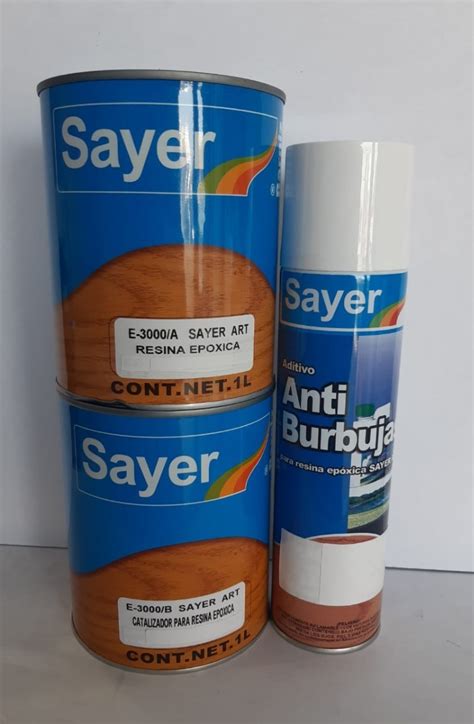 Sayer
E-3000/A SAYER ART
RESINA EPOXICA
CONT.NET.1L
Sayer
E-3000/B SAYER ART
CATALIZADOR PARA RESINA EPOXICA
CONT.NET.1L
Sayer
Aditivo
Anti
Burbujas
para resina epóxica SAYER